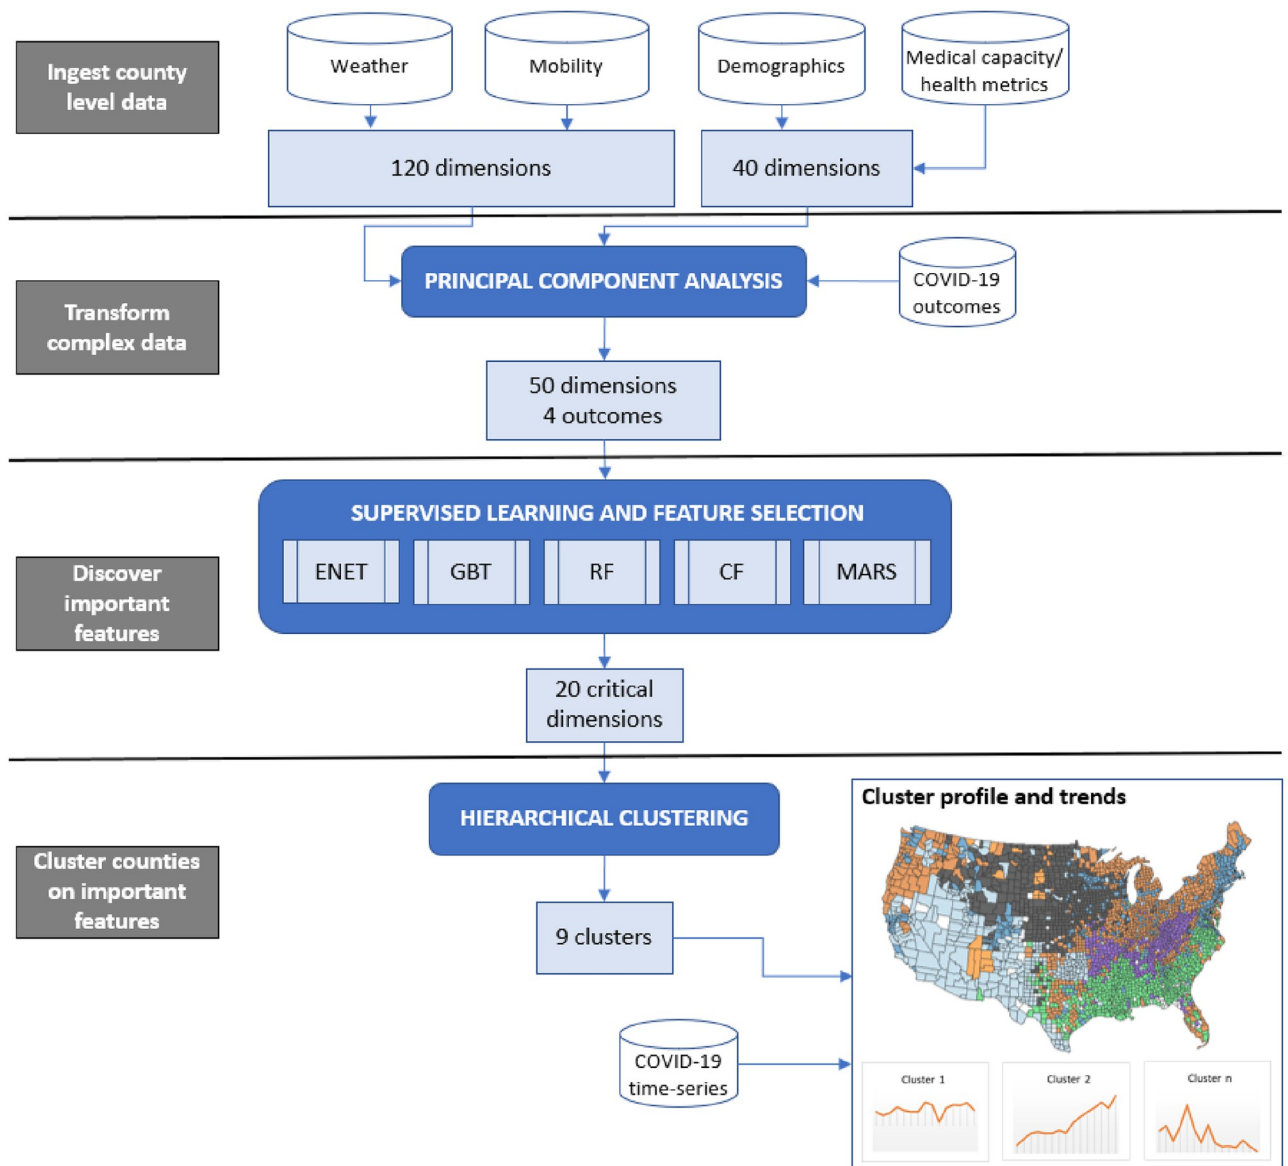 Ingest county
level data
Weather
Mobility
Demographics
Medical capacity/
health metrics
120 dimensions
40 dimensions
Transform
complex data
PRINCIPAL COMPONENT ANALYSIS
COVID-19
outcomes
50 dimensions
4 outcomes
Discover
important
features
SUPERVISED LEARNING AND FEATURE SELECTION
ENET
GBT
RF
CF
MARS
20 critical
dimensions
Cluster counties
on important
features
HIERARCHICAL CLUSTERING
9 clusters
COVID-19
time-series
Cluster profile and trends
Cluster 1
Cluster 2
Cluster n